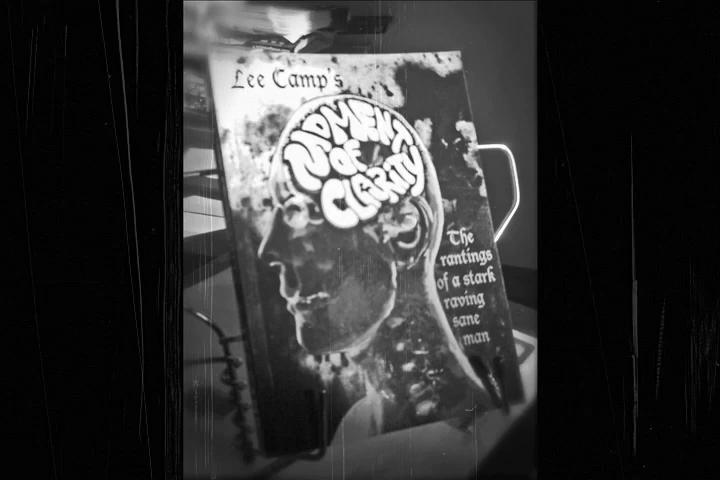 Lee Camp's
MOMENT
OF
CLARITY
The
rantings
of a stark
raving
sane
man